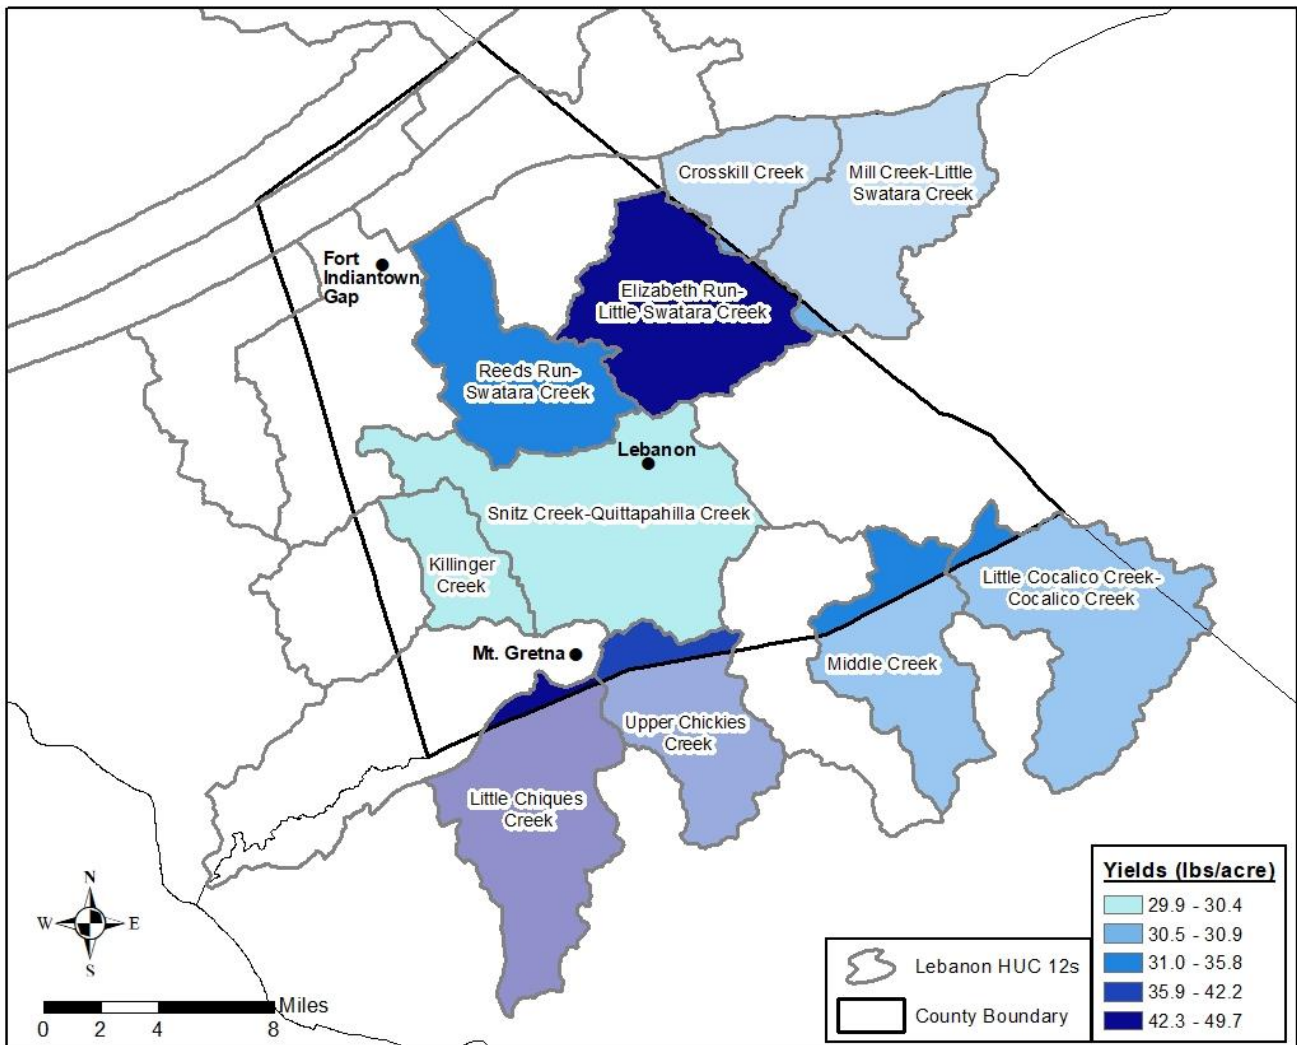 Crosskill Creek
Mill Creek-Little
Swatara Creek
Fort
Indiantown
Gap
Elizabeth Run-
Little Swatara Creek
Reeds Run-
Swatara Creek
Lebanon
Snitz Creek-Quittapahilla Creek
Killinger
Creek
Little Cocalico Creek-
Cocalico Creek
Mt. Gretna
Middle Creek
Upper Chickies
Creek
Little Chiques
Creek
N
W
E
S
Miles
0 2 4 8
Lebanon HUC 12s
County Boundary
Yields (lbs/acre)
29.9 - 30.4
30.5 - 30.9
31.0 - 35.8
35.9 - 42.2
42.3 - 49.7